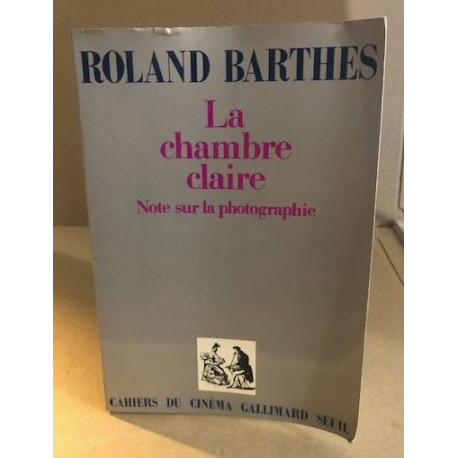 ROLAND BARTHES
La
chambre
claire
Note sur la photographie
CAHIERS DU CINÉMA GALLIMARD SEUIL